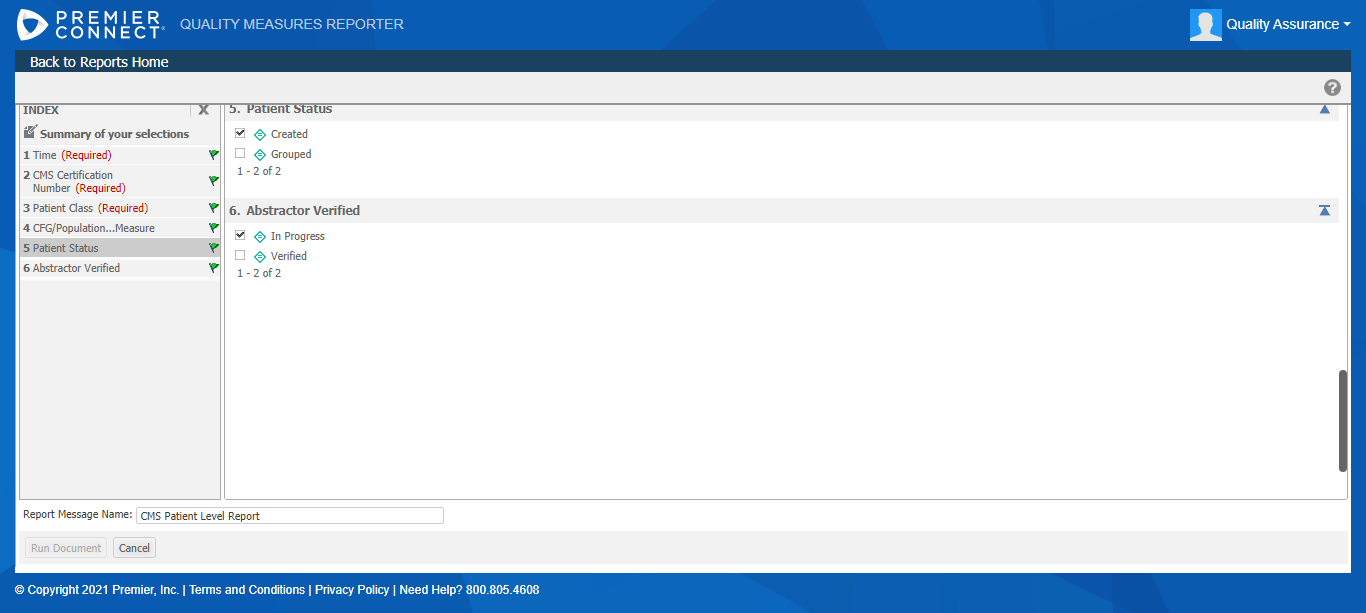 PREMIER
CONNECT
QUALITY MEASURES REPORTER
Quality Assurance
Back to Reports Home
?
INDEX
X
Summary of your selections
1 Time (Required)
2 CMS Certification
Number (Required)
3 Patient Class (Required)
4 CFG/Population...Measure
5 Patient Status
6 Abstractor Verified
5. Patient Status
Created
Grouped
1 - 2 of 2
6. Abstractor Verified
In Progress
Verified
1 - 2 of 2
Report Message Name: CMS Patient Level Report
Run Document Cancel
© Copyright 2021 Premier, Inc. | Terms and Conditions | Privacy Policy | Need Help? 800.805.4608